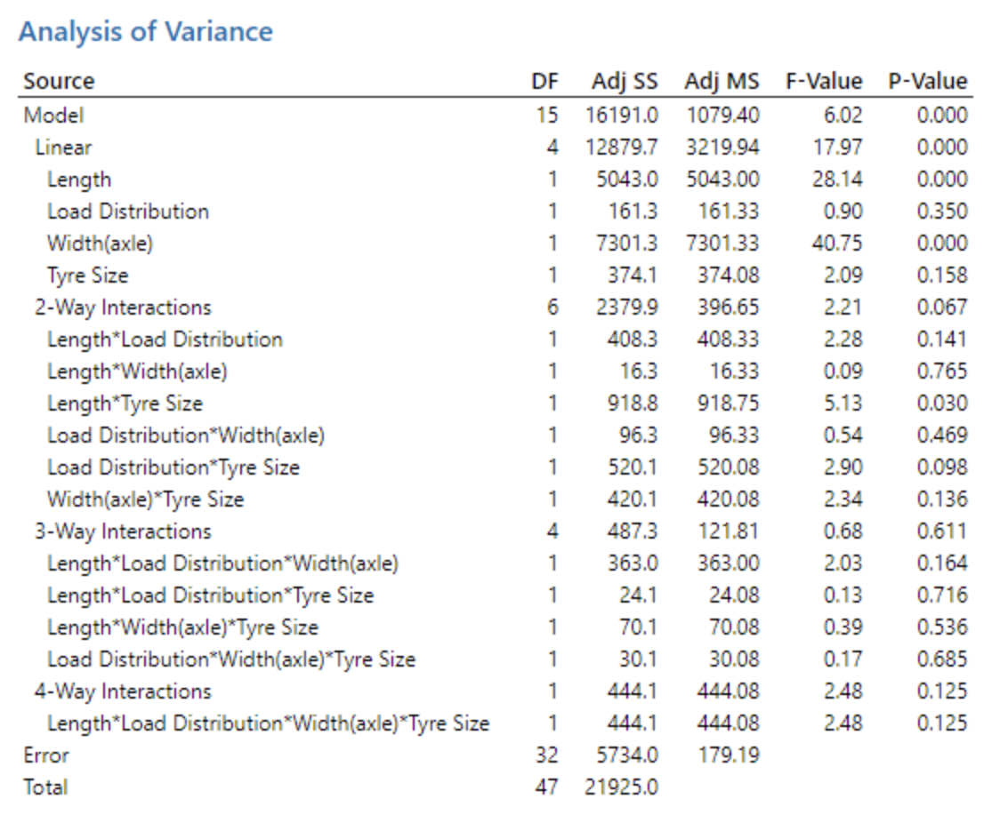 Analysis of Variance
Source DF Adj SS Adj MS F-Value P-Value
Model 15 16191.0 1079.40 6.02 0.000
Linear 4 12879.7 3219.94 17.97 0.000
Length 1 5043.0 5043.00 28.14 0.000
Load Distribution 1 161.3 161.33 0.90 0.350
Width(axle) 1 7301.3 7301.33 40.75 0.000
Tyre Size 1 374.1 374.08 2.09 0.158
2-Way Interactions 6 2379.9 396.65 2.21 0.067
Length*Load Distribution 1 408.3 408.33 2.28 0.141
Length*Width(axle) 1 16.3 16.33 0.09 0.765
Length*Tyre Size 1 918.8 918.75 5.13 0.030
Load Distribution*Width(axle) 1 96.3 96.33 0.54 0.469
Load Distribution*Tyre Size 1 520.1 520.08 2.90 0.098
Width(axle)*Tyre Size 1 420.1 420.08 2.34 0.136
3-Way Interactions 4 487.3 121.81 0.68 0.611
Length*Load Distribution*Width(axle) 1 363.0 363.00 2.03 0.164
Length*Load Distribution*Tyre Size 1 24.1 24.08 0.13 0.716
Length*Width(axle)*Tyre Size 1 70.1 70.08 0.39 0.536
Load Distribution*Width(axle)*Tyre Size 1 30.1 30.08 0.17 0.685
4-Way Interactions 1 444.1 444.08 2.48 0.125
Length*Load Distribution*Width(axle)*Tyre Size 1 444.1 444.08 2.48 0.125
Error 32 5734.0 179.19
Total 47 21925.0